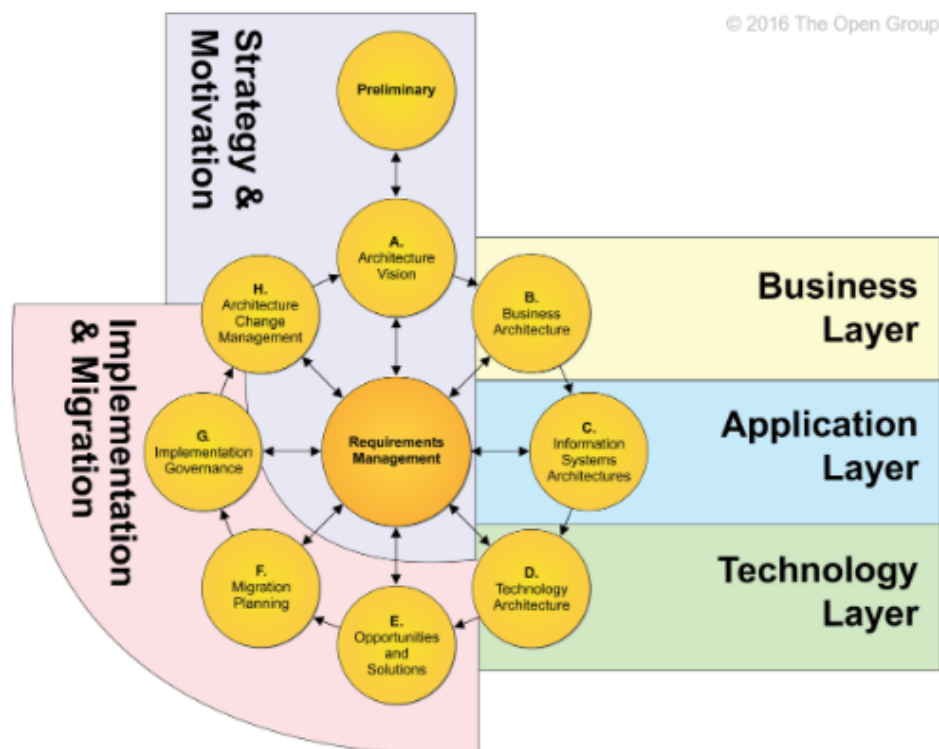 © 2016 The Open Group
Strategy &
Motivation
Preliminary
A.
Architecture
Vision
H.
Architecture
Change
Management
B.
Business
Architecture
Business
Layer
Implementation
& Migration
G.
Implementation
Governance
Requirements
Management
C.
Information
Systems
Architectures
Application
Layer
F.
Migration
Planning
E.
Opportunities
and
Solutions
D.
Technology
Architecture
Technology
Layer